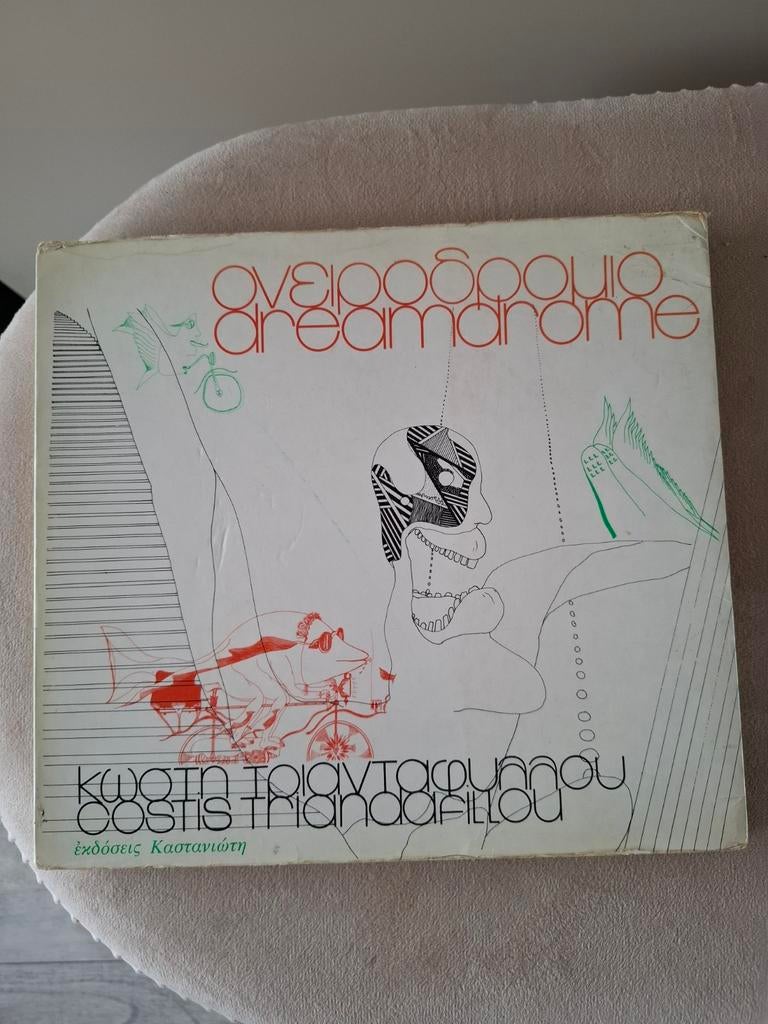 ονειροδρομιο
dreamdrome
κωστη τριανταφυλλου
costis triandafillou
ἐκδόσεις Καστανιώτη